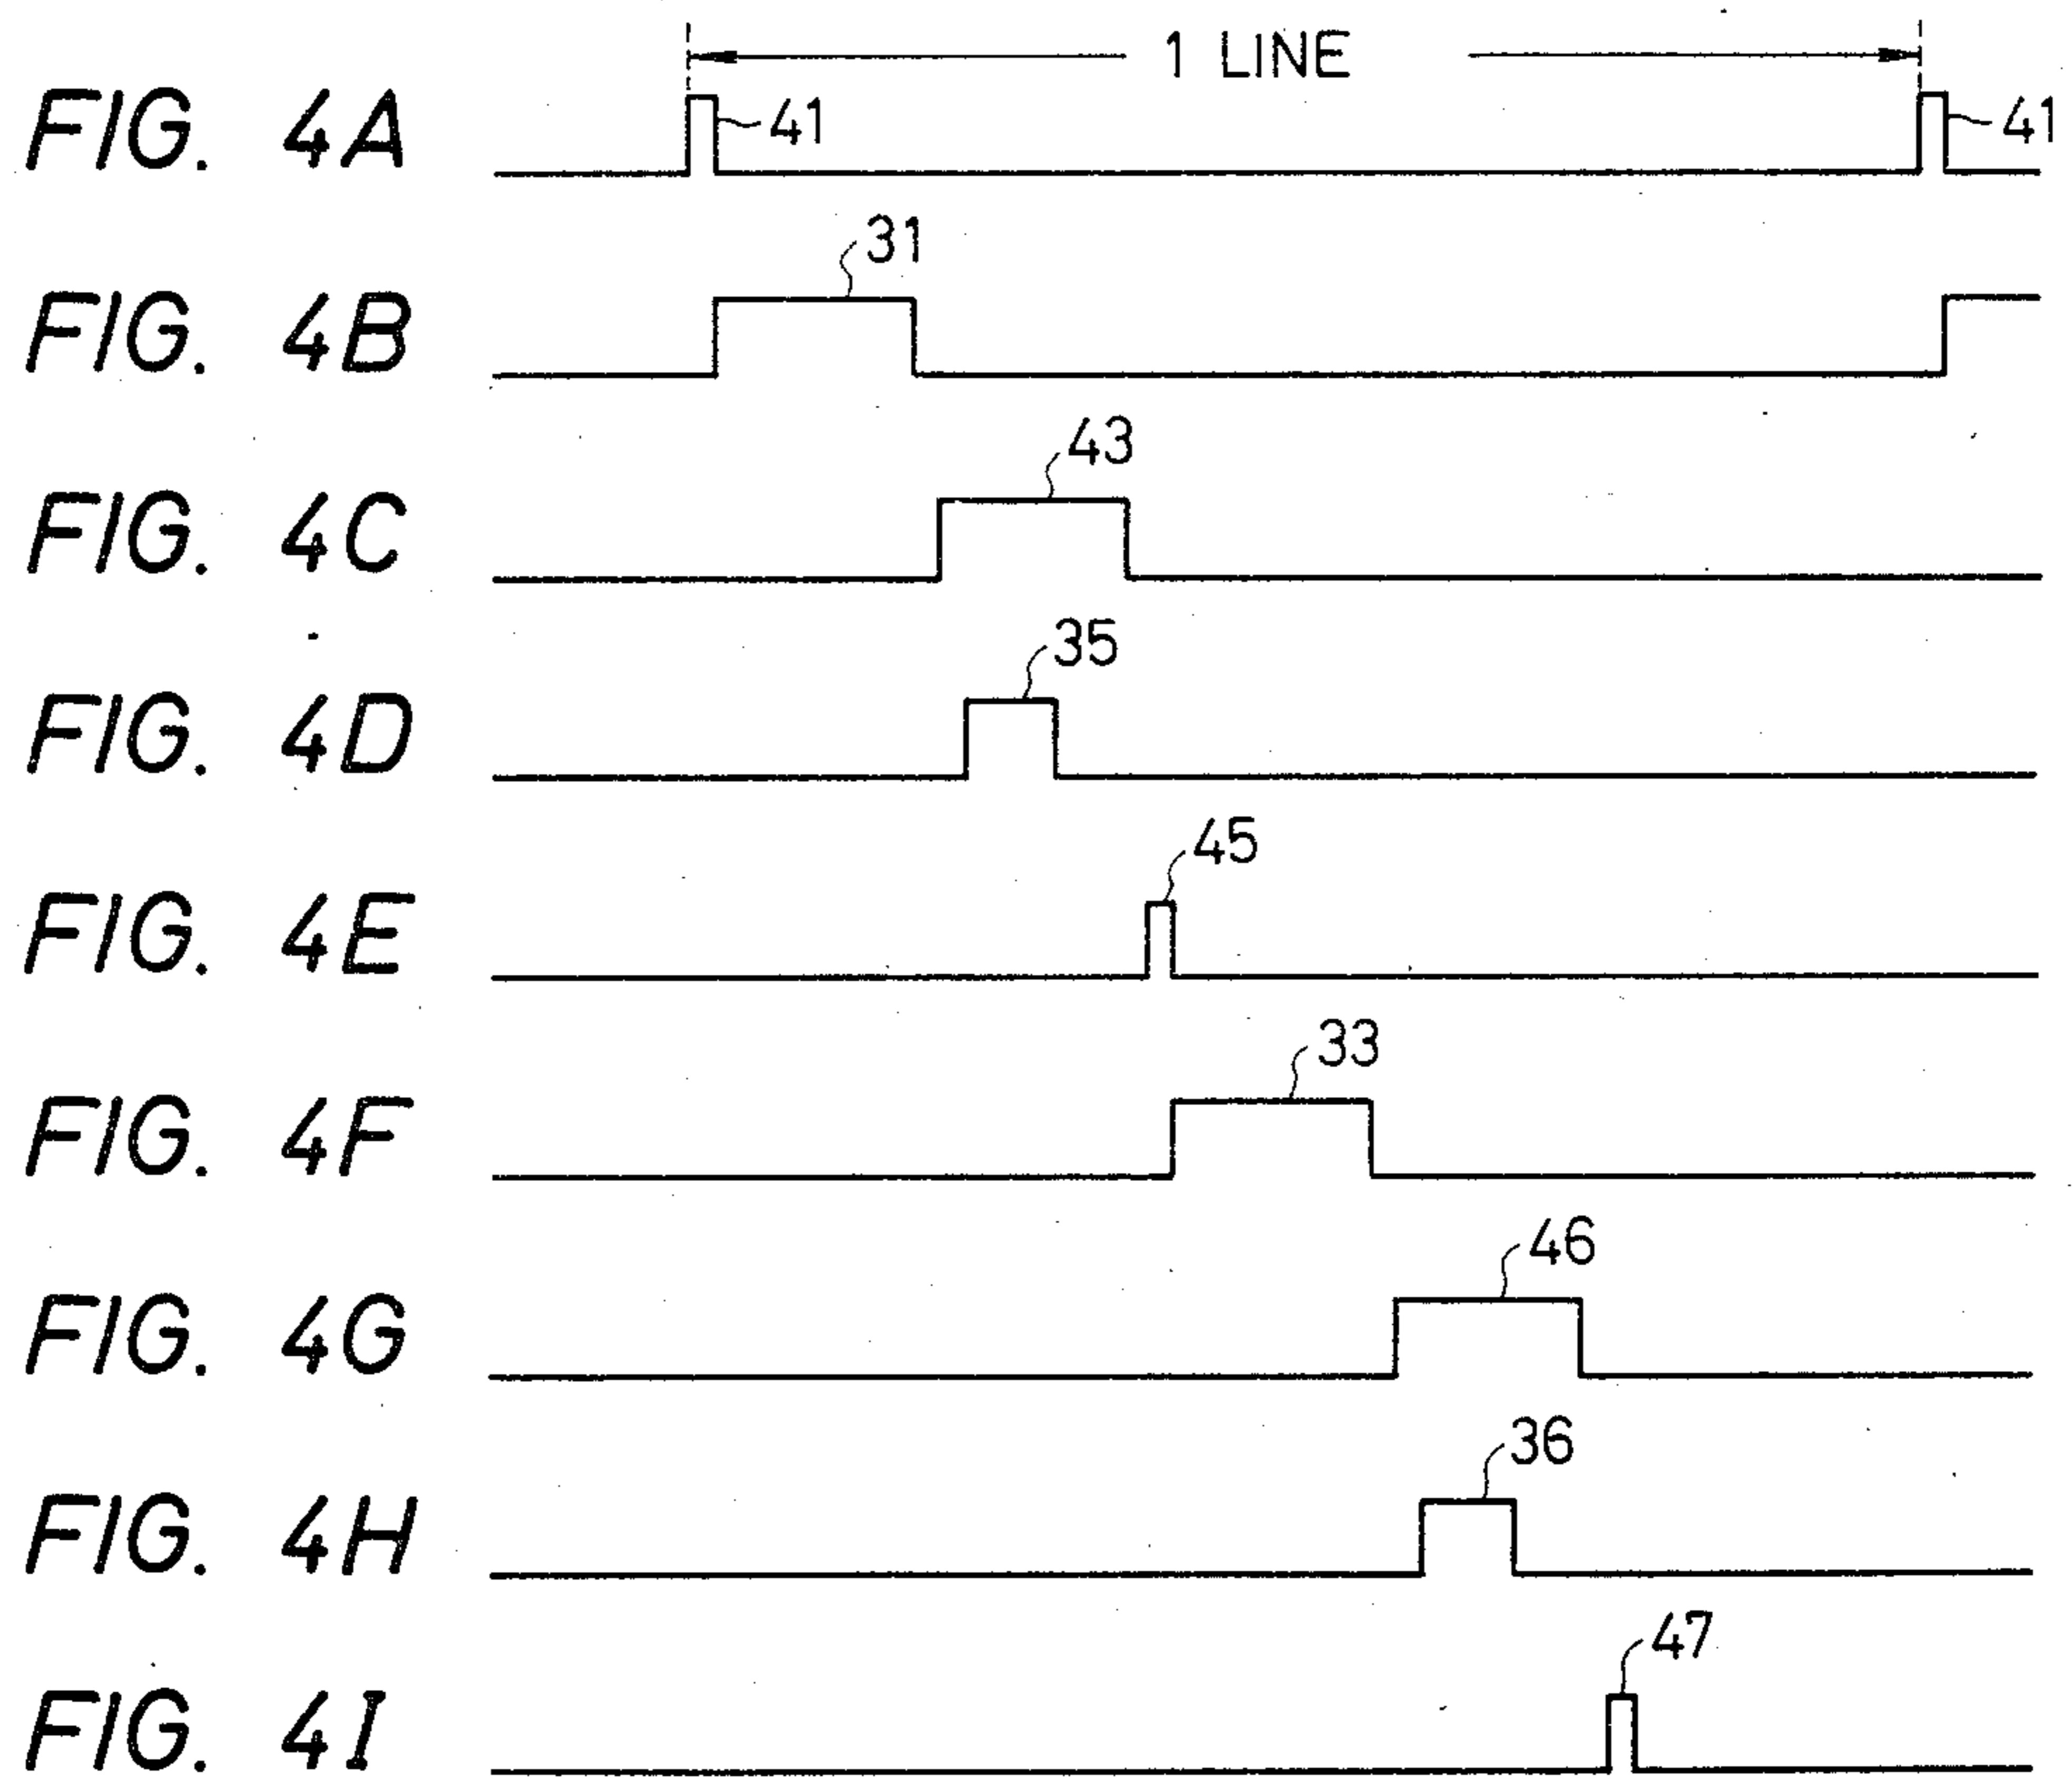 1 LINE
FIG. 4A 41 41
31
FIG. 4B
43
FIG. 4C
35
FIG. 4D
45
FIG. 4E
33
FIG. 4F
46
FIG. 4G
36
FIG. 4H
47
FIG. 4I